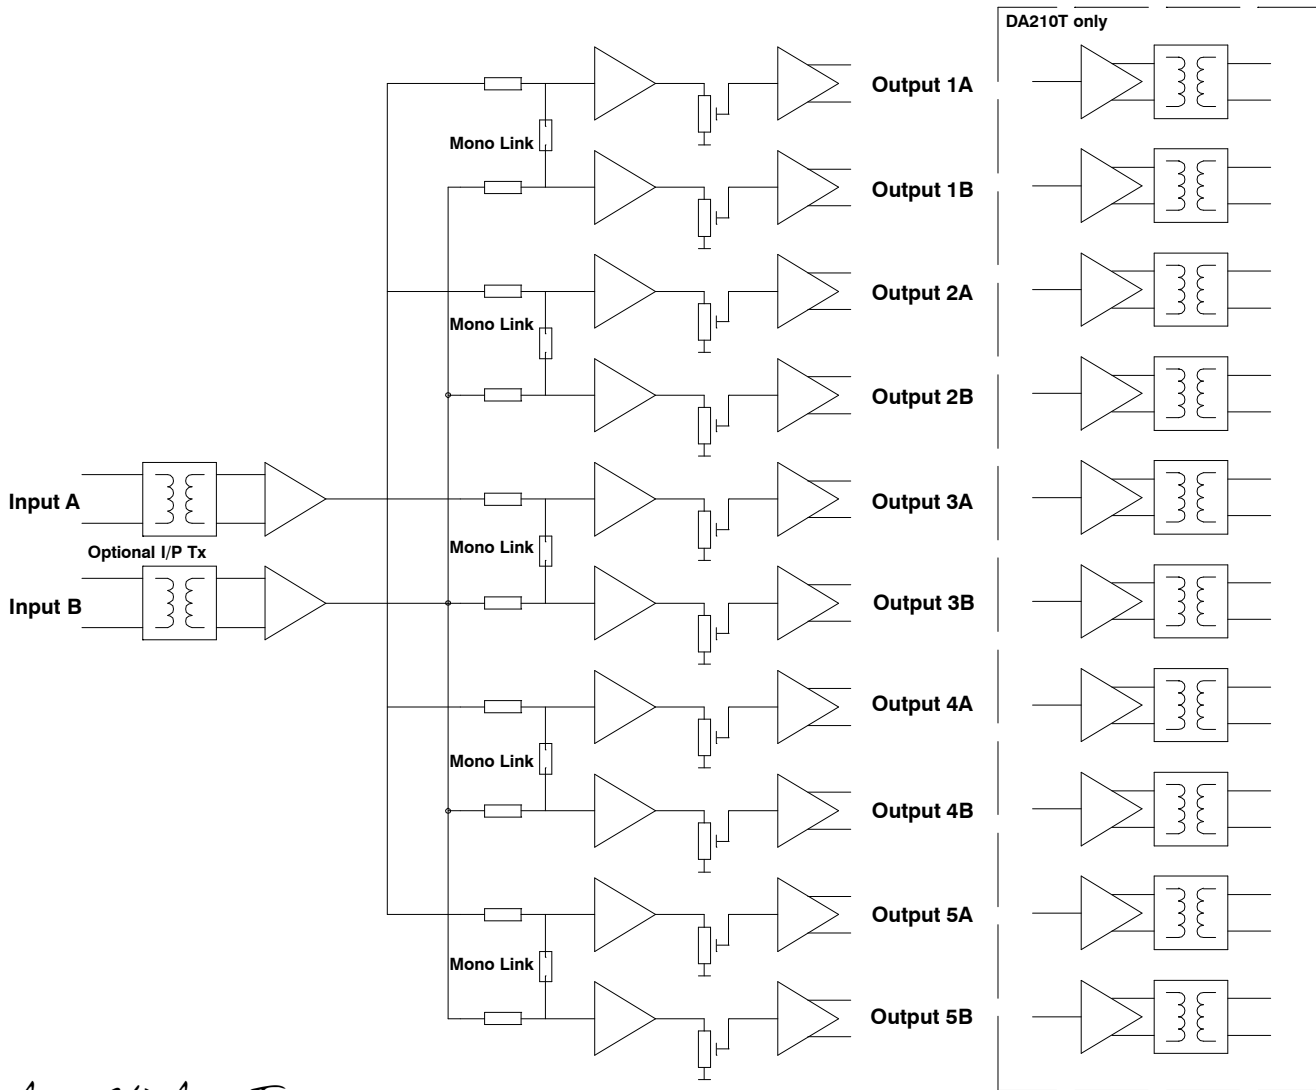 DA210T only
Output 1A
Mono Link
Output 1B
Output 2A
Mono Link
Output 2B
Input A
Output 3A
Mono Link
Optional I/P Tx
Input B
Output 3B
Output 4A
Mono Link
Output 4B
Output 5A
Mono Link
Output 5B